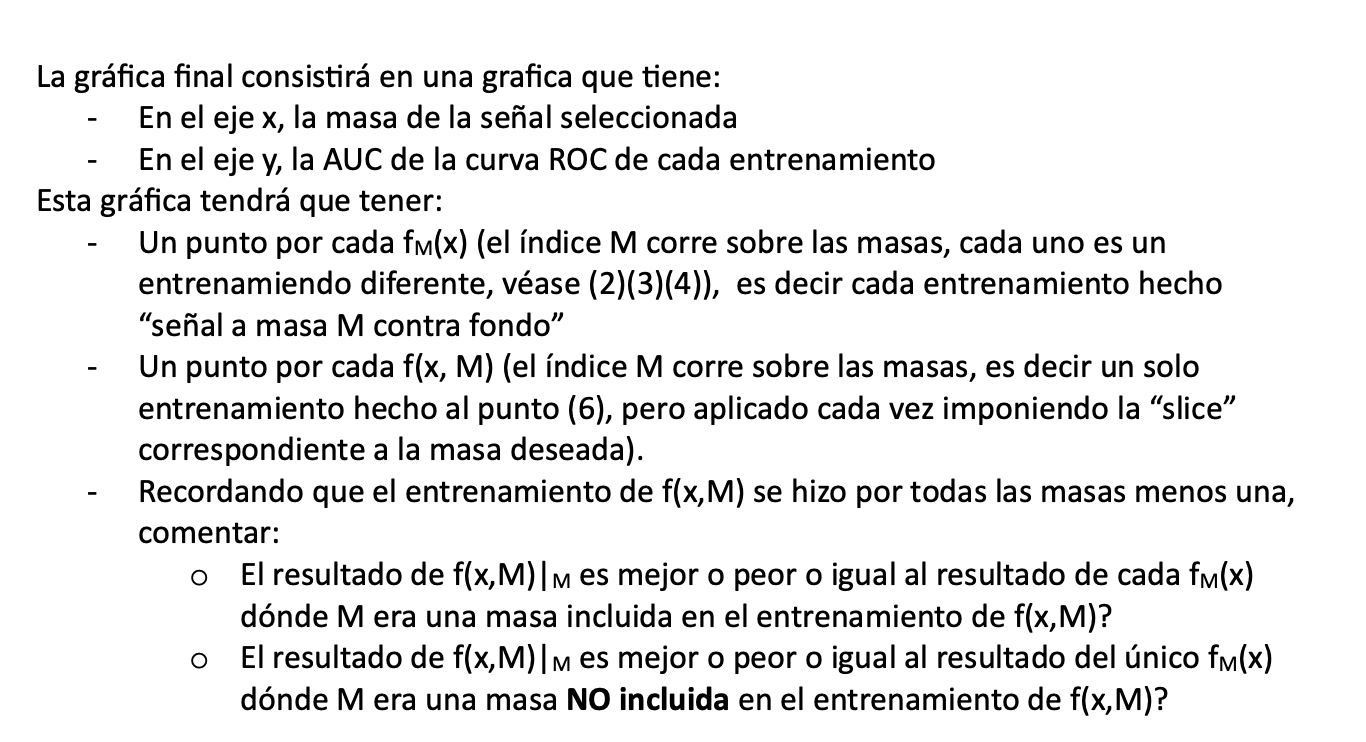 La gráfica final consistirá en una grafica que tiene:
- En el eje x, la masa de la señal seleccionada
- En el eje y, la AUC de la curva ROC de cada entrenamiento
Esta gráfica tendrá que tener:
- Un punto por cada fM(x) (el índice M corre sobre las masas, cada uno es un
entrenamiendo diferente, véase (2)(3)(4)), es decir cada entrenamiento hecho
“señal a masa M contra fondo”
- Un punto por cada f(x, M) (el índice M corre sobre las masas, es decir un solo
entrenamiento hecho al punto (6), pero aplicado cada vez imponiendo la “slice”
correspondiente a la masa deseada).
- Recordando que el entrenamiento de f(x,M) se hizo por todas las masas menos una,
comentar:
o El resultado de f(x,M)|M es mejor o peor o igual al resultado de cada fM(x)
dónde M era una masa incluida en el entrenamiento de f(x,M)?
o El resultado de f(x,M)|M es mejor o peor o igual al resultado del único fM(x)
dónde M era una masa NO incluida en el entrenamiento de f(x,M)?